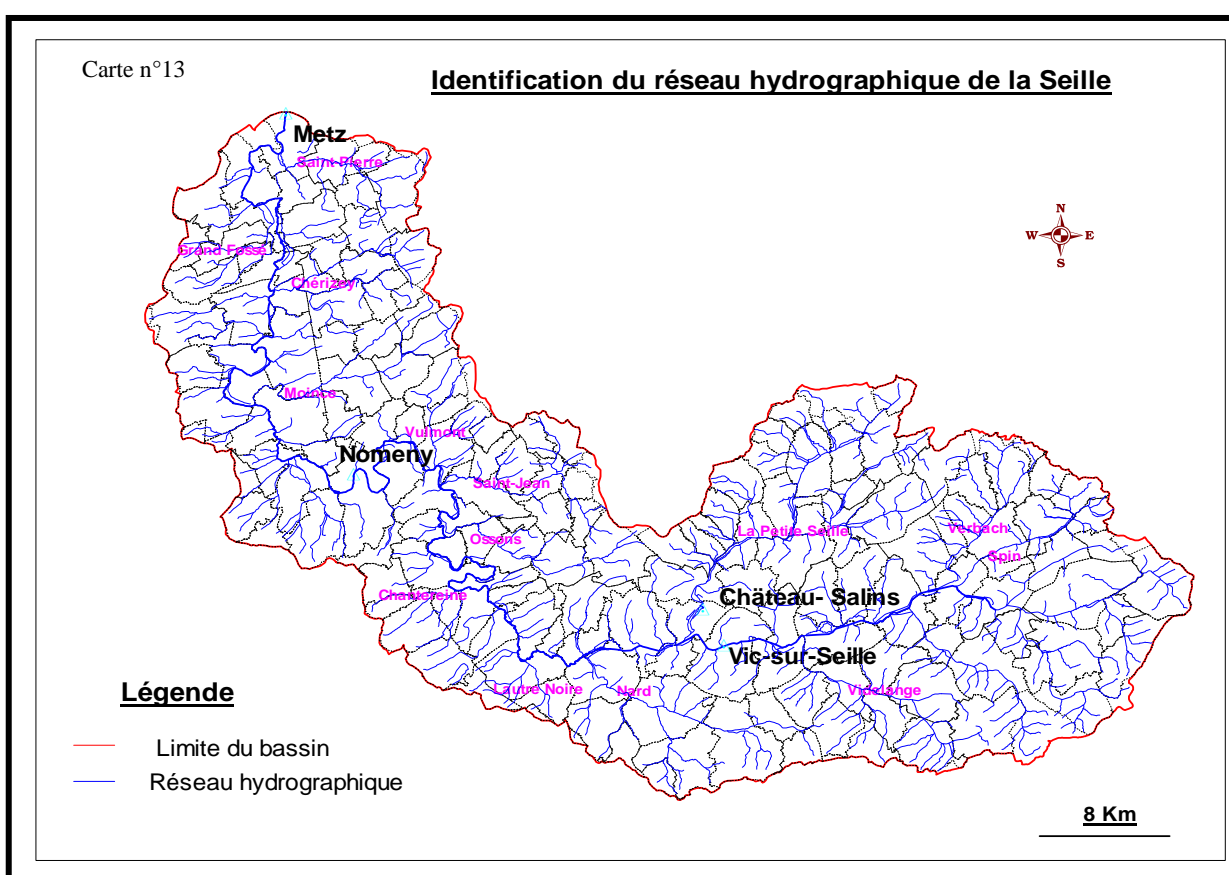 Carte n°13
Identification du réseau hydrographique de la Seille
Metz
Saint Pierre
N
W E
S
Grand Fossé
Chérizey
Moince
Vulmont
Nomeny
Saint-Jean
La Petite Seille
Verbach
Ossons
Spin
Chantereine
Château- Salins
Vic-sur-Seille
Lautre Noire
Nard
Videlange
Légende
Limite du bassin
Réseau hydrographique
8 Km